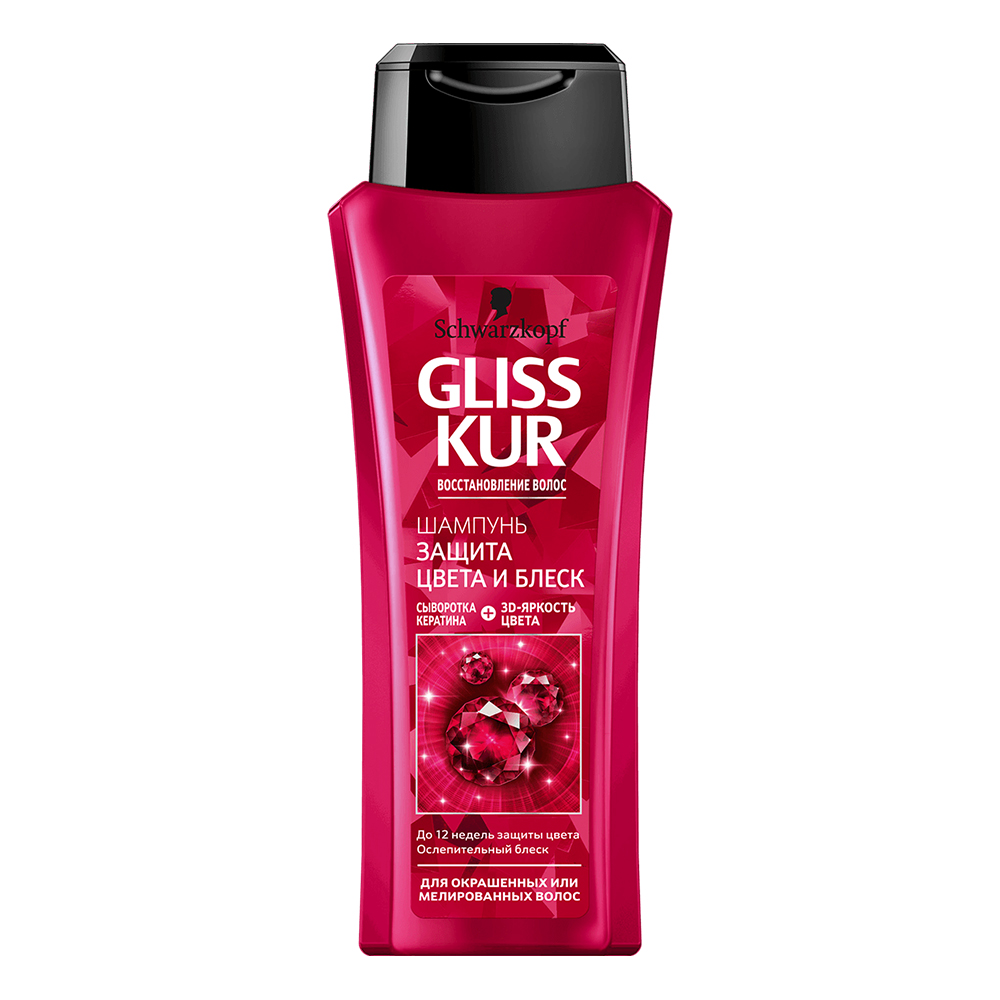 Schwarzkopf
GLISS
KUR
ВОССТАНОВЛЕНИЕ ВОЛОС
ШАМПУНЬ
ЗАЩИТА
ЦВЕТА И БЛЕСК
СЫВОРОТКА КЕРАТИНА + 3D-ЯРКОСТЬ ЦВЕТА
До 12 недель защиты цвета
Ослепительный блеск
ДЛЯ ОКРАШЕННЫХ ИЛИ
МЕЛИРОВАННЫХ ВОЛОС